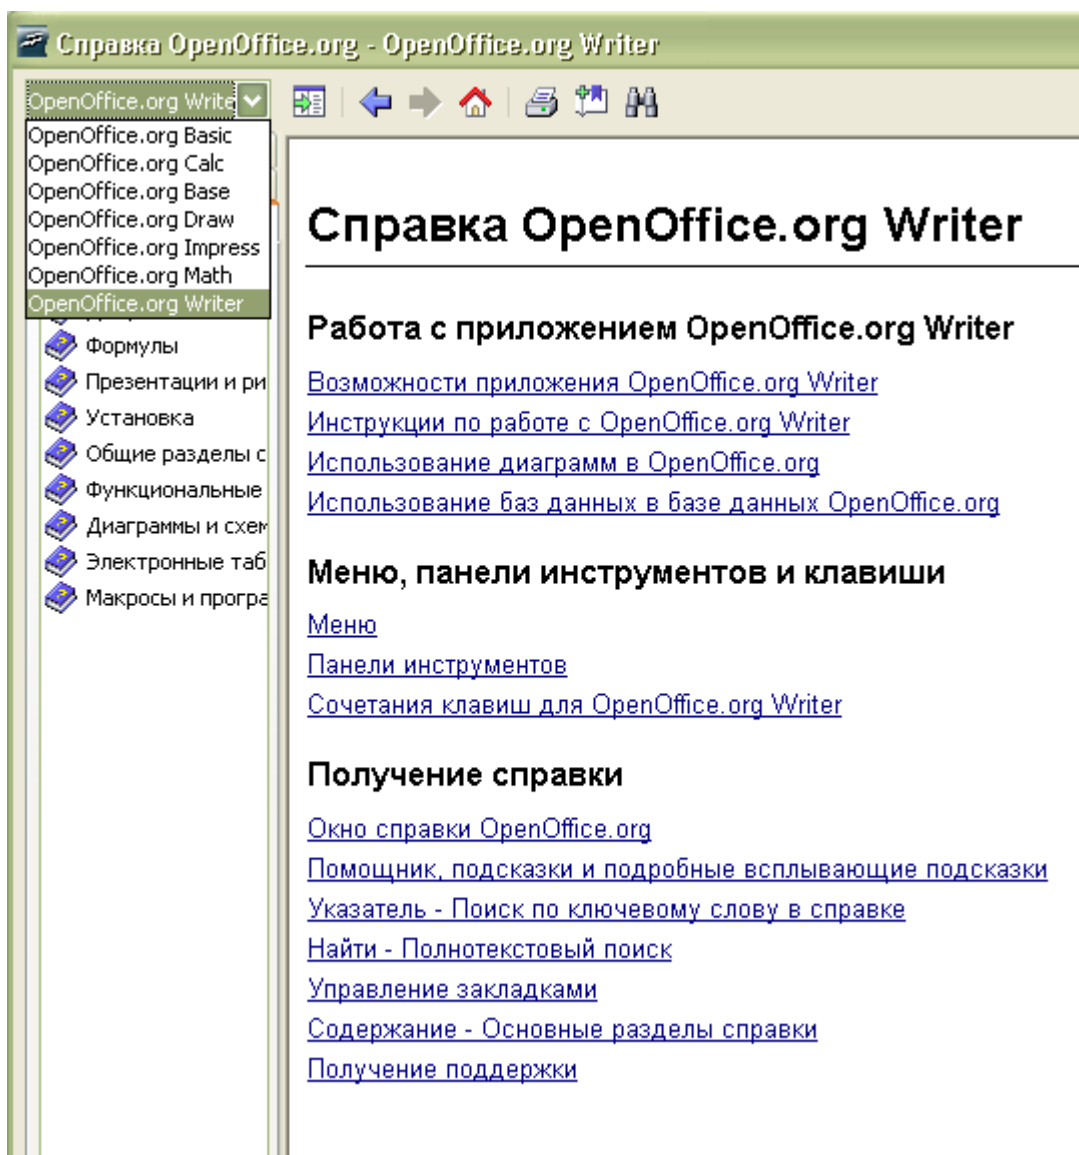 Справка OpenOffice.org - OpenOffice.org Writer
OpenOffice.org Write
OpenOffice.org Basic
OpenOffice.org Calc
OpenOffice.org Base
OpenOffice.org Draw
OpenOffice.org Impress
OpenOffice.org Math
OpenOffice.org Writer
Формулы
Презентации и ри
Установка
Общие разделы с
Функциональные
Диаграммы и схем
Электронные таб
Макросы и програ
Справка OpenOffice.org Writer
Работа с приложением OpenOffice.org Writer
Возможности приложения OpenOffice.org Writer
Инструкции по работе с OpenOffice.org Writer
Использование диаграмм в OpenOffice.org
Использование баз данных в базе данных OpenOffice.org
Меню, панели инструментов и клавиши
Меню
Панели инструментов
Сочетания клавиш для OpenOffice.org Writer
Получение справки
Окно справки OpenOffice.org
Помощник, подсказки и подробные всплывающие подсказки
Указатель - Поиск по ключевому слову в справке
Найти - Полнотекстовый поиск
Управление закладками
Содержание - Основные разделы справки
Получение поддержки